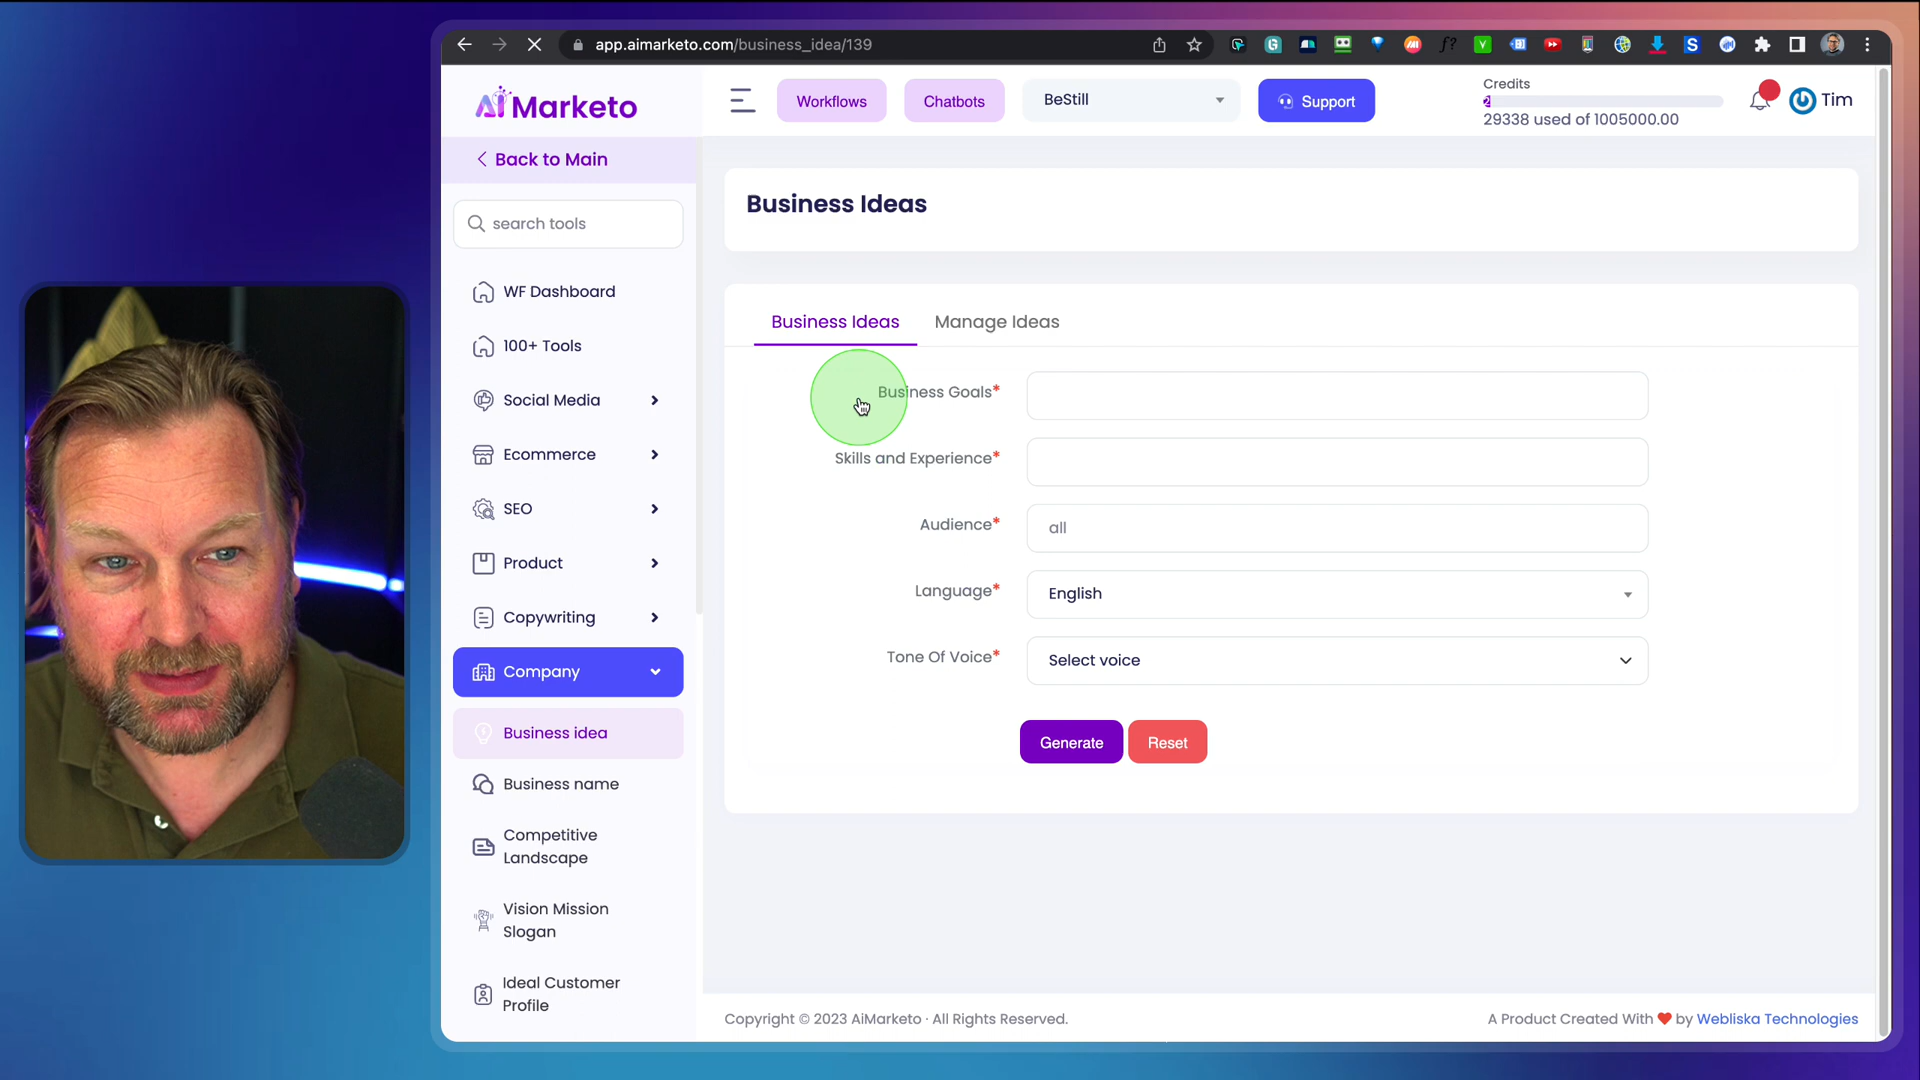 app.aimarketo.com/business_idea/139
AiMarketo
Workflows
Chatbots
BeStill
Support
Credits
2
29338 used of 1005000.00
Tim
Back to Main
search tools
WF Dashboard
100+ Tools
Social Media
Ecommerce
SEO
Product
Copywriting
Company
Business idea
Business name
Competitive
Landscape
Vision Mission
Slogan
Ideal Customer
Profile
Business Ideas
Business Ideas
Manage Ideas
Business Goals*
Skills and Experience*
Audience*
all
Language*
English
Tone Of Voice*
Select voice
Generate
Reset
Copyright © 2023 AiMarketo · All Rights Reserved.
A Product Created With ❤ by Webliska Technologies